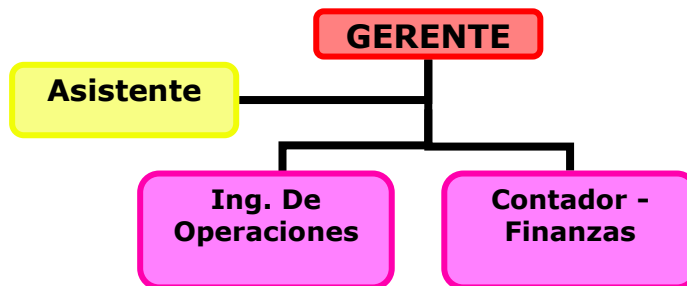 GERENTE
Asistente
Ing. De
Operaciones
Contador -
Finanzas